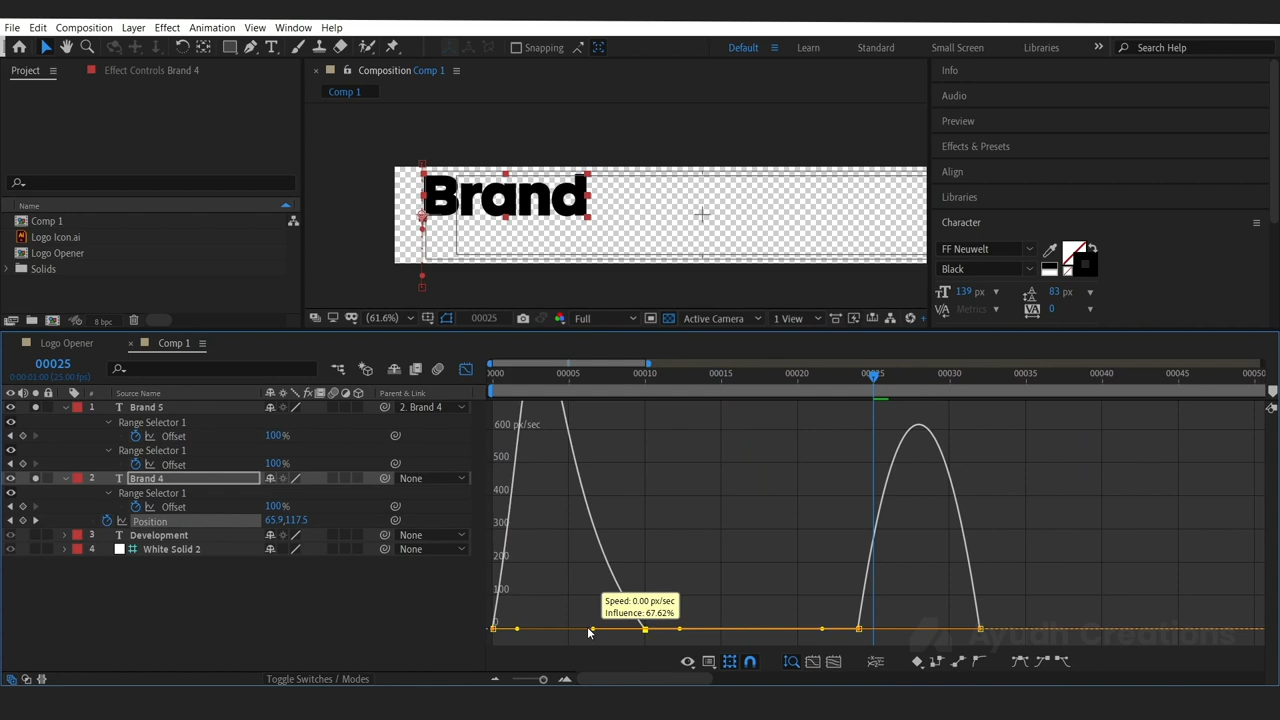 File Edit Composition Layer Effect Animation View Window Help
Snapping Default Learn Standard Small Screen Libraries Search Help
Project Effect Controls Brand 4
Composition Comp 1
Comp 1
Name
Comp 1
Logo Icon.ai
Logo Opener
Solids
Brand
Info
Audio
Preview
Effects & Presets
Align
Libraries
Character
FF Neuwelt
Black
139 px 83 px
Metrics 0
8 bpc (61.6%) 00025 Full Active Camera 1 View
Logo Opener Comp 1
00025
0:00:01:00 (25.00 fps)
# Source Name Parent & Link
0000 00005 00010 00015 00020 00025 00030 00035 00040 00045 00050
1 T Brand 5 2. Brand 4
Range Selector 1
Offset 100%
Range Selector 1
Offset 100%
2 T Brand 4 None
Range Selector 1
Offset 100%
Position 65.9,117.5
3 T Development None
4 White Solid 2 None
600 px/sec
500
400
300
200
100
0
Speed: 0.00 px/sec
Influence: 67.62%
Ayudh Creations
Toggle Switches / Modes